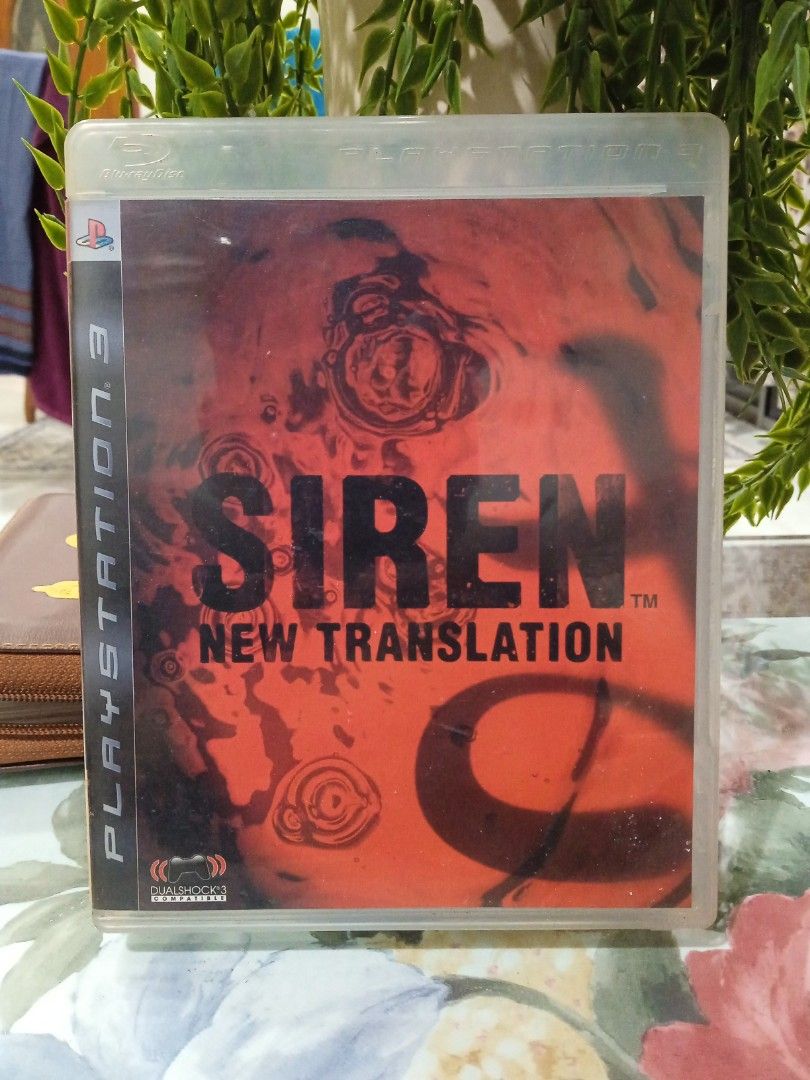 Blu-ray Disc
PLAYSTATION 3
PLAYSTATION®3
SIREN™
NEW TRANSLATION
DUALSHOCK®3
COMPATIBLE